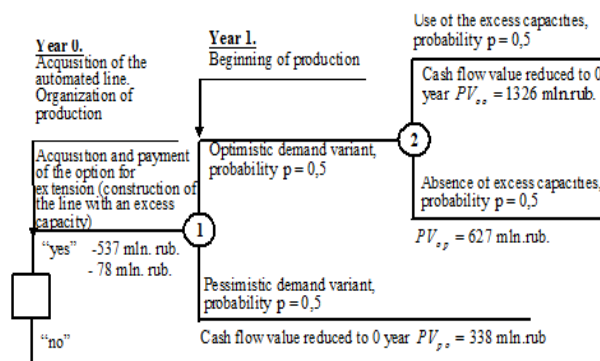 Year 0.
Acquisition of the
automated line.
Organization of
production
Year 1.
Beginning of production
Use of the excess capacities,
probability p = 0,5
Cash flow value reduced to 0
year PVoo = 1326 mln.rub.
2
Absence of excess capacities,
probability p = 0,5
PVop = 627 mln.rub.
Acquisition and payment
of the option for
extension (construction of
the line with an excess
capacity)
Optimistic demand variant,
probability p = 0,5
1
"yes" -537 mln. rub.
- 78 mln. rub.
Pessimistic demand variant,
probability p = 0,5
Cash flow value reduced to 0 year PVpo = 338 mln.rub
"no"